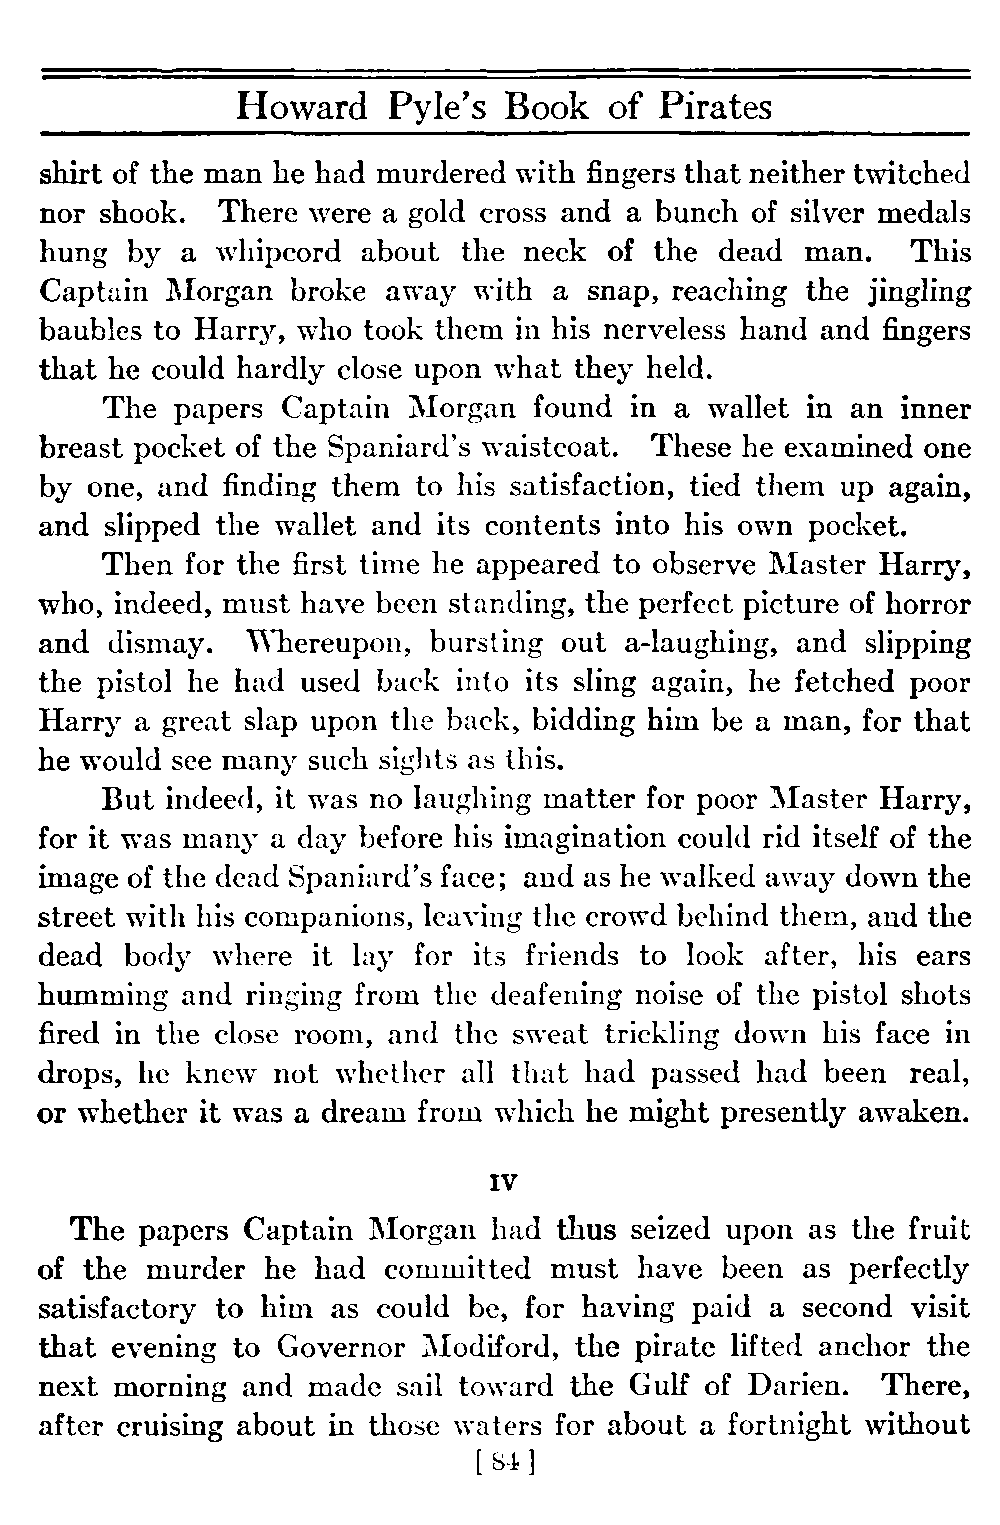 Howard Pyle's Book of Pirates
shirt of the man he had murdered with fingers that neither twitched
nor shook. There were a gold cross and a bunch of silver medals
hung by a whipcord about the neck of the dead man. This
Captain Morgan broke away with a snap, reaching the jingling
baubles to Harry, who took them in his nerveless hand and fingers
that he could hardly close upon what they held.
The papers Captain Morgan found in a wallet in an inner
breast pocket of the Spaniard's waistcoat. These he examined one
by one, and finding them to his satisfaction, tied them up again,
and slipped the wallet and its contents into his own pocket.
Then for the first time he appeared to observe Master Harry,
who, indeed, must have been standing, the perfect picture of horror
and dismay. Whereupon, bursting out a-laughing, and slipping
the pistol he had used back into its sling again, he fetched poor
Harry a great slap upon the back, bidding him be a man, for that
he would see many such sights as this.
But indeed, it was no laughing matter for poor Master Harry,
for it was many a day before his imagination could rid itself of the
image of the dead Spaniard's face; and as he walked away down the
street with his companions, leaving the crowd behind them, and the
dead body where it lay for its friends to look after, his ears
humming and ringing from the deafening noise of the pistol shots
fired in the close room, and the sweat trickling down his face in
drops, he knew not whether all that had passed had been real,
or whether it was a dream from which he might presently awaken.
IV
The papers Captain Morgan had thus seized upon as the fruit
of the murder he had committed must have been as perfectly
satisfactory to him as could be, for having paid a second visit
that evening to Governor Modiford, the pirate lifted anchor the
next morning and made sail toward the Gulf of Darien. There,
after cruising about in those waters for about a fortnight without
[ 84 ]